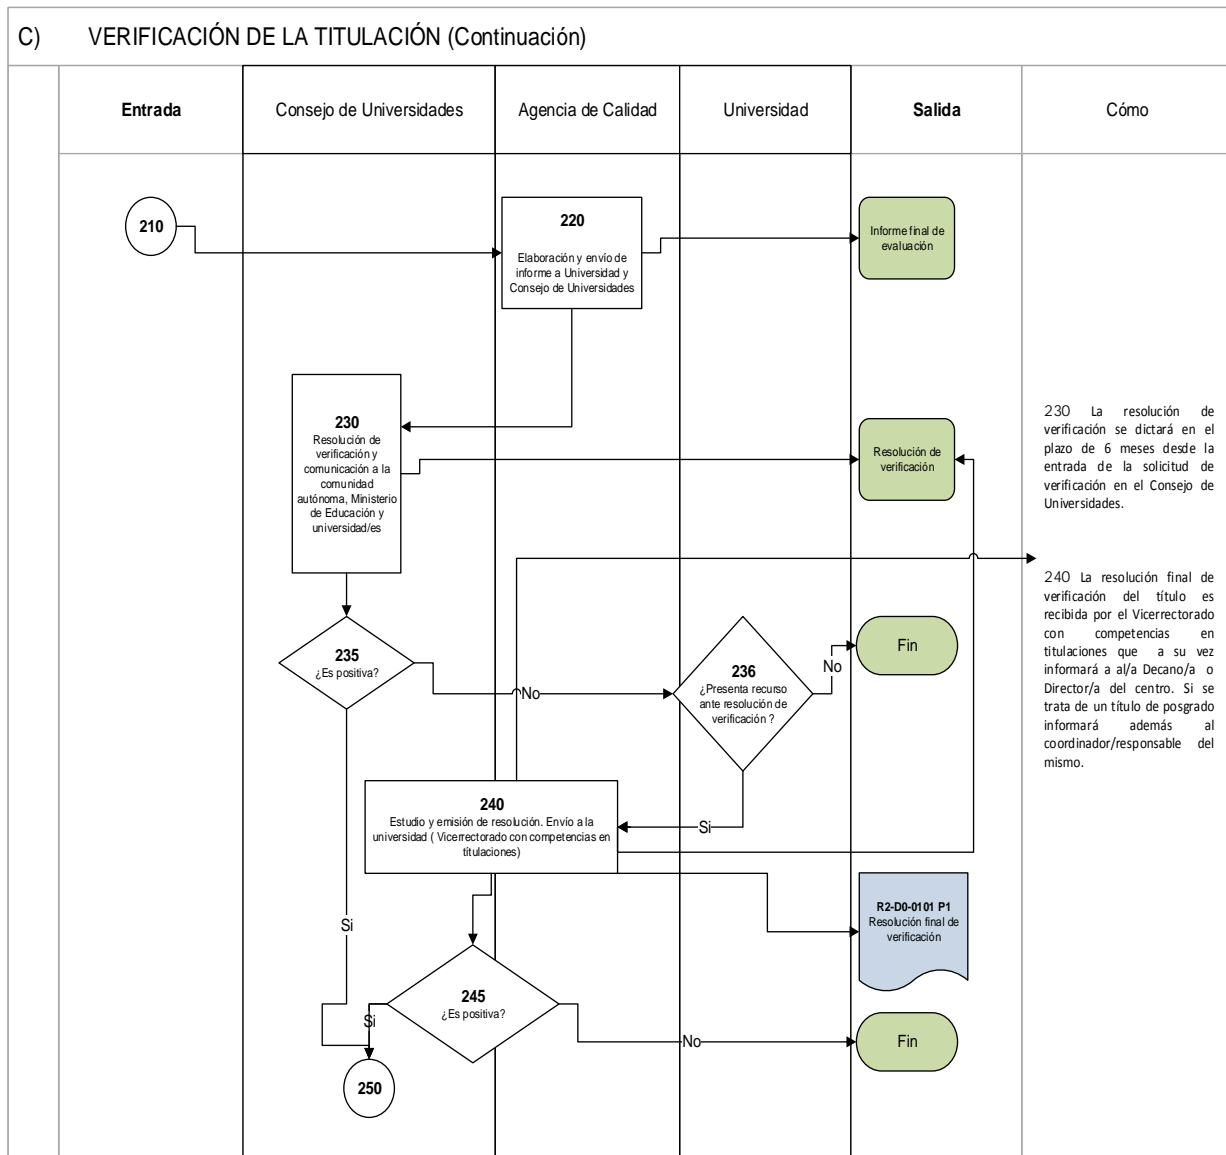 C) VERIFICACIÓN DE LA TITULACIÓN (Continuación)
Entrada
Consejo de Universidades
Agencia de Calidad
Universidad
Salida
Cómo
210
220
Elaboración y envío de
informe a Universidad y
Consejo de Universidades
Informe final de
evaluación
230
Resolución de
verificación y
comunicación a la
comunidad
autónoma, Ministerio
de Educación y
universidad/es
Resolución de
verificación
230 La resolución de
verificación se dictará en el
plazo de 6 meses desde la
entrada de la solicitud de
verificación en el Consejo de
Universidades.
240 La resolución final de
verificación del título es
recibida por el Vicerrectorado
con competencias en
titulaciones que a su vez
informará a al/a Decano/a o
Director/a del centro. Si se
trata de un título de posgrado
informará además al
coordinador/responsable del
mismo.
235
¿Es positiva?
No
236
¿Presenta recurso
ante resolución de
verificación ?
No
Fin
Si
240
Estudio y emisión de resolución. Envío a la
universidad ( Vicerrectorado con competencias en
títulaciones)
R2-D0-0101 P1
Resolución final de
verificación
Si
245
¿Es positiva?
Si
No
Fin
250